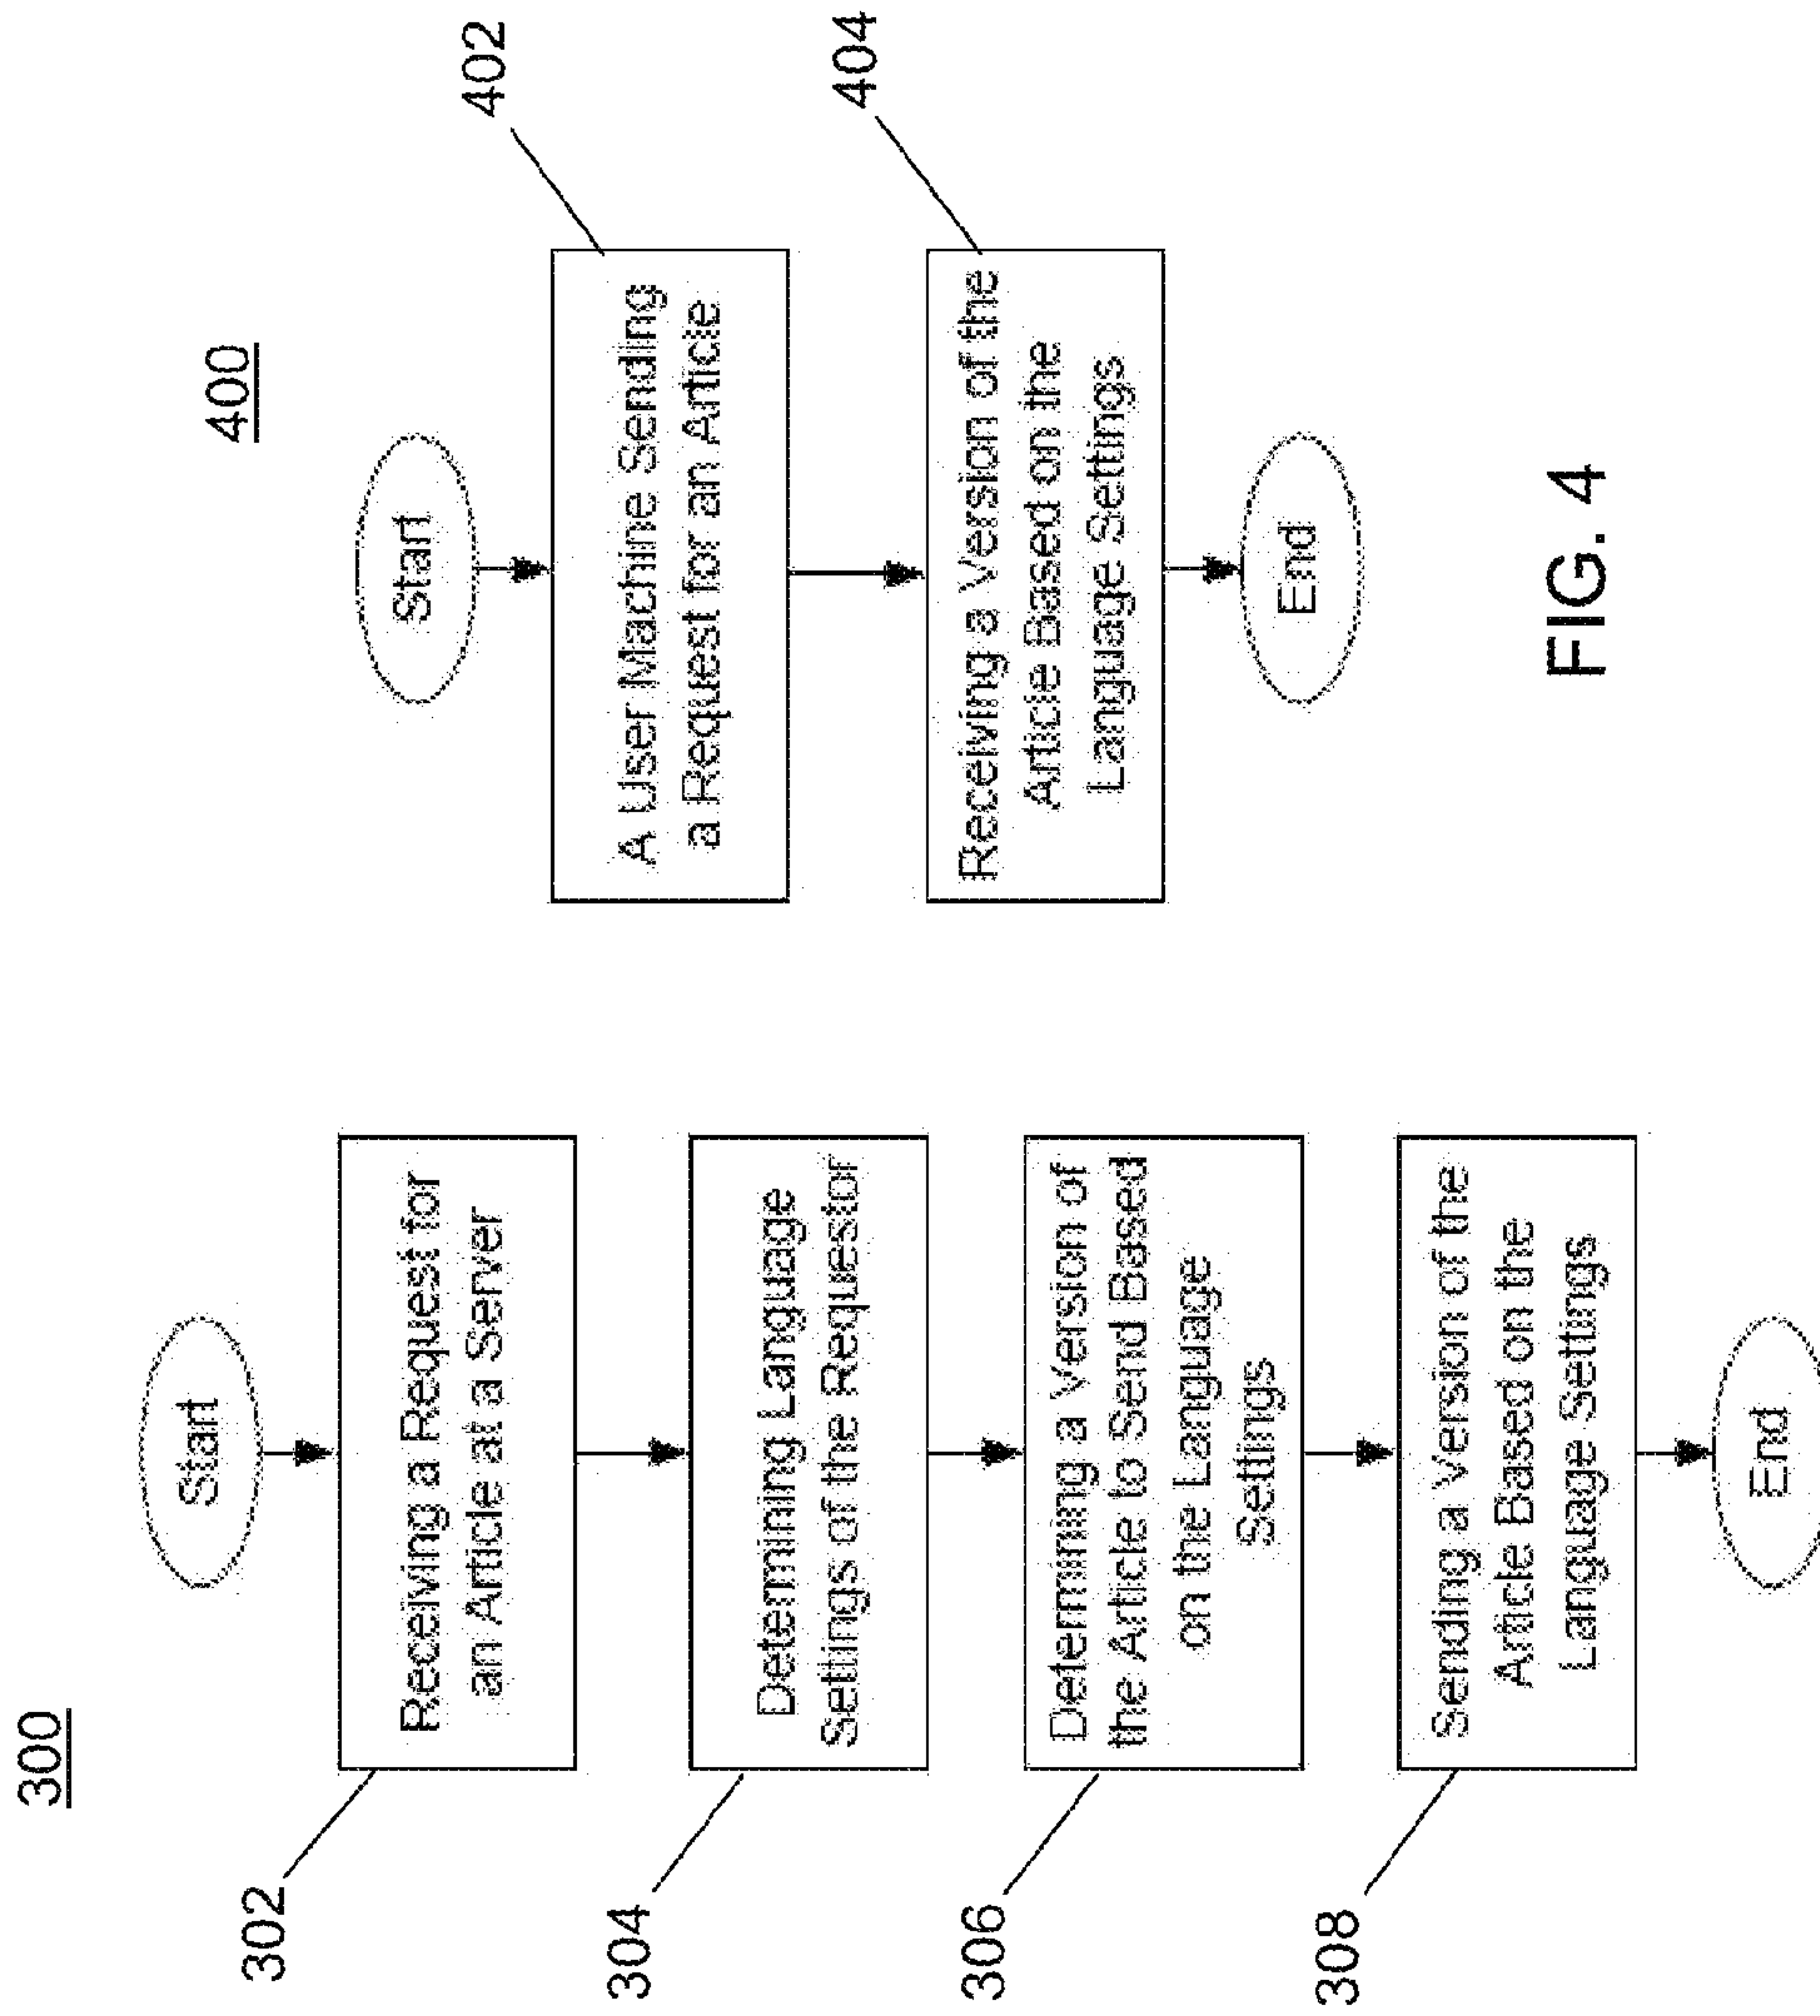 300
Start
302
Receiving a Request for
an Article at a Server
304
Determining Language
Settings of the Requestor
306
Determining a Version of
the Article to Send Based
on the Language
Settings
308
Sending a Version of the
Article Based on the
Language Settings
End
400
Start
402
A User Machine Sending
a Request for an Article
404
Receiving a Version of the
Article Based on the
Language Settings
End
FIG. 4